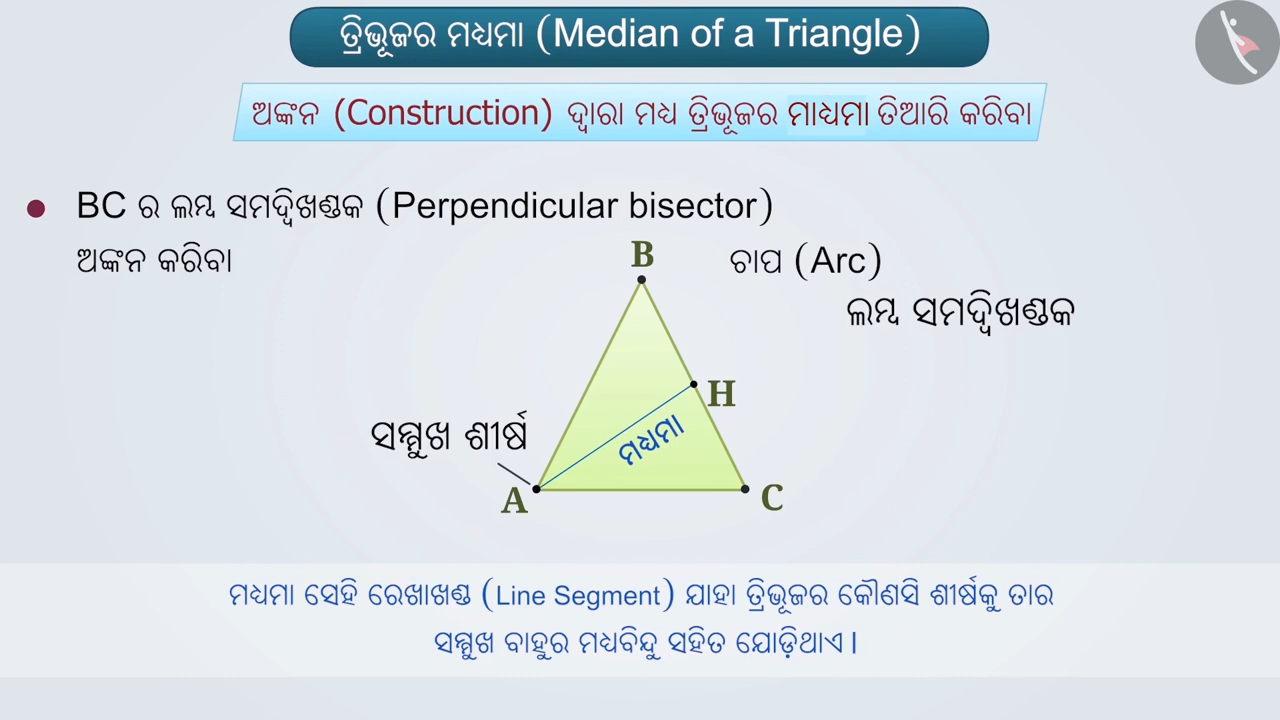 ତ୍ରିଭୂଜର ମଧ୍ୟମା (Median of a Triangle)
ଅଙ୍କନ (Construction) ଦ୍ୱାରା ମଧ୍ୟ ତ୍ରିଭୂଜର ମାଧ୍ୟମା ତିଆରି କରିବା
BC ର ଲମ୍ବ ସମଦ୍ୱିଖଣ୍ଡକ (Perpendicular bisector)
ଅଙ୍କନ କରିବା
B
ଚାପ (Arc)
ଲମ୍ବ ସମଦ୍ୱିଖଣ୍ଡକ
H
ମଧ୍ୟମା
ସମ୍ମୁଖ ଶୀର୍ଷ
A
C
ମଧ୍ୟମା ସେହି ରେଖାଖଣ୍ଡ (Line Segment) ଯାହା ତ୍ରିଭୂଜର କୌଣସି ଶୀର୍ଷକୁ ତାର
ସମ୍ମୁଖ ବାହୁର ମଧ୍ୟବିନ୍ଦୁ ସହିତ ଯୋଡ଼ିଥାଏ।